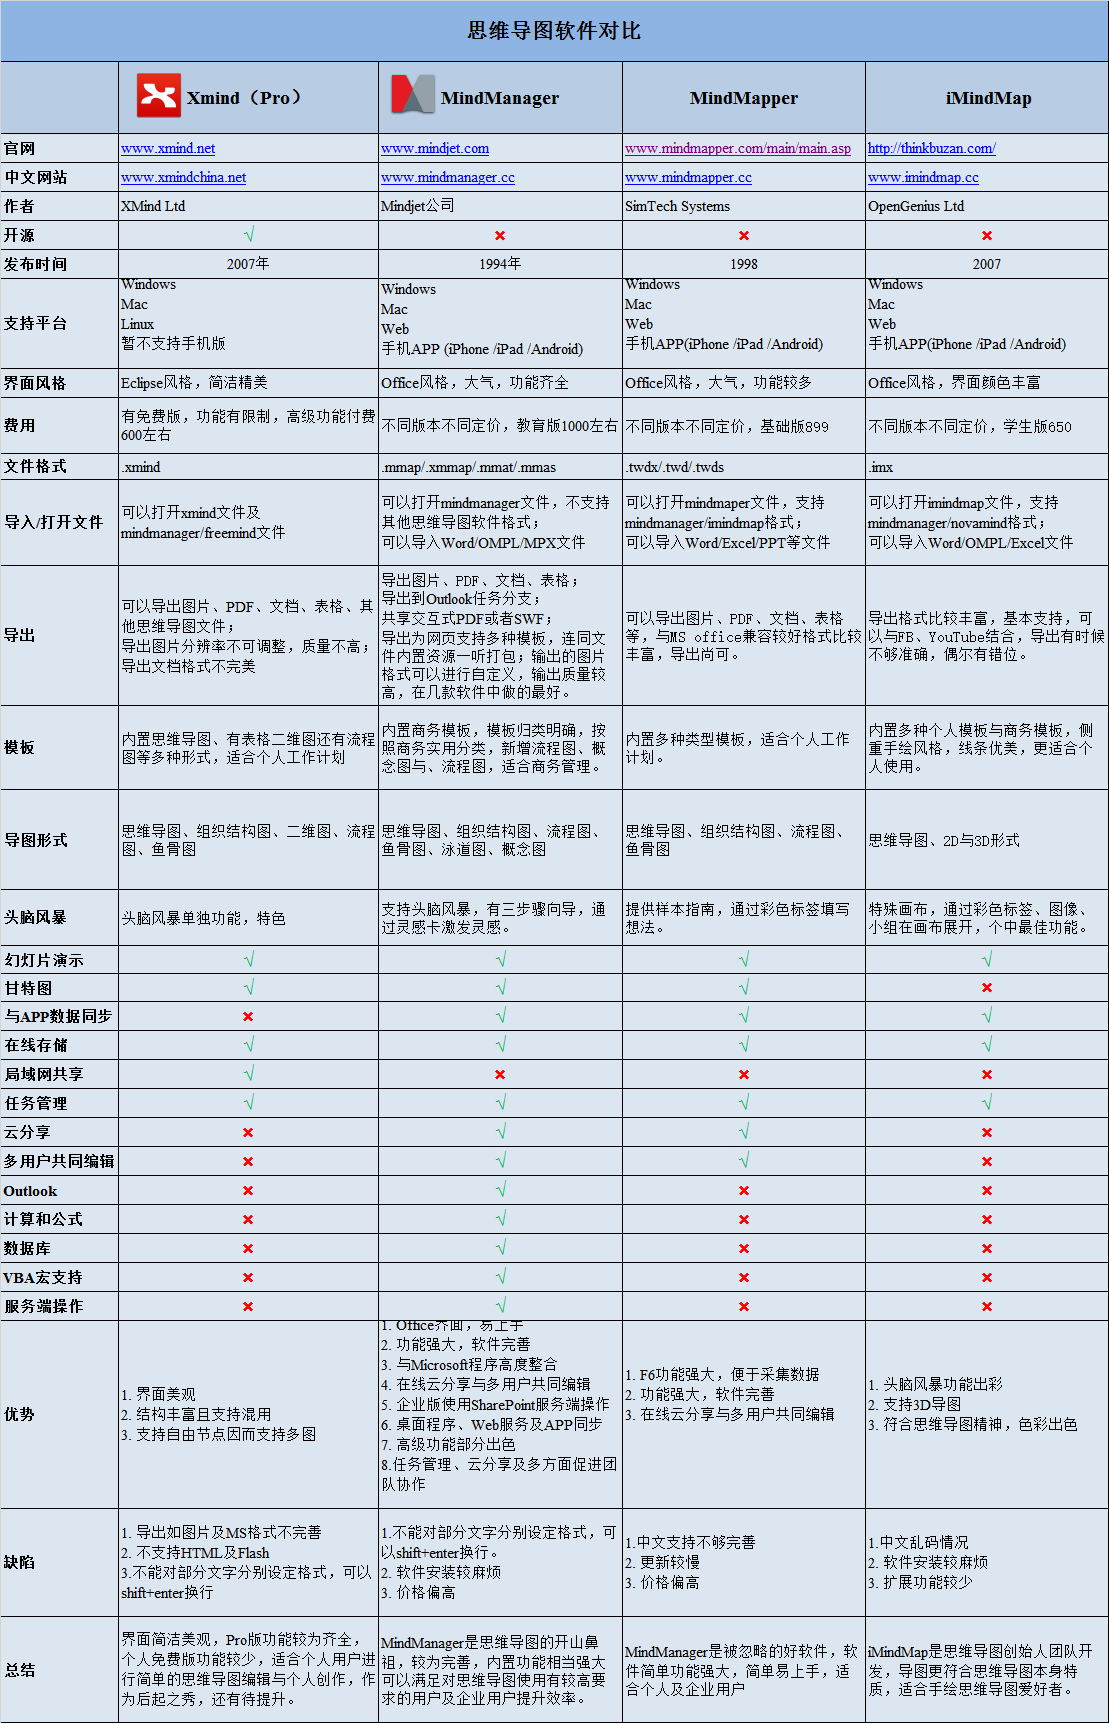 思维导图软件对比
Xmind（Pro）
MindManager
MindMapper
iMindMap
官网
www.xmind.net
www.mindjet.com
www.mindmapper.com/main/main.asp
http://thinkbuzan.com/
中文网站
www.xmindchina.net
www.mindmanager.cc
www.mindmapper.cc
www.imindmap.cc
作者
XMind Ltd
Mindjet公司
SimTech Systems
OpenGenius Ltd
开源
√
×
×
×
发布时间
2007年
1994年
1998
2007
支持平台
Windows
Mac
Linux
暂不支持手机版
Windows
Mac
Web
手机APP (iPhone /iPad /Android)
Windows
Mac
Web
手机APP(iPhone /iPad /Android)
Windows
Mac
Web
手机APP(iPhone /iPad /Android)
界面风格
Eclipse风格，简洁精美
Office风格，大气，功能齐全
Office风格，大气，功能较多
Office风格，界面颜色丰富
费用
有免费版，功能有限制，高级功能付费
600左右
不同版本不同定价，教育版1000左右
不同版本不同定价，基础版899
不同版本不同定价，学生版650
文件格式
.xmind
.mmap/.xmmap/.mmat/.mmas
.twdx/.twd/.twds
.imx
导入/打开文件
可以打开xmind文件及
mindmanager/freemind文件
可以打开mindmanager文件，不支持
其他思维导图软件格式；
可以导入Word/OMPL/MPX文件
可以打开mindmaper文件，支持
mindmanager/imindmap格式；
可以导入Word/Excel/PPT等文件
可以打开imindmap文件，支持
mindmanager/novamind格式；
可以导入Word/OMPL/Excel文件
导出
可以导出图片、PDF、文档、表格、其
他思维导图文件；
导出图片分辨率不可调整，质量不高；
导出文档格式不完美
导出图片、PDF、文档、表格；
导出到Outlook任务分支；
共享交互式PDF或者SWF；
导出为网页支持多种模板，连同文
件内置资源一听打包；输出的图片
格式可以进行自定义，输出质量较
高，在几款软件中做的最好。
可以导出图片、PDF、文档、表格
等，与MS office兼容较好格式比较
丰富，导出尚可。
导出格式比较丰富，基本支持，可
以与FB、YouTube结合，导出有时候
不够准确，偶尔有错位。
模板
内置思维导图、有表格二维图还有流程
图等多种形式，适合个人工作计划
内置商务模板，模板归类明确，按
照商务实用分类，新增流程图、概
念图与、流程图，适合商务管理。
内置多种类型模板，适合个人工作
计划。
内置多种个人模板与商务模板，侧
重手绘风格，线条优美，更适合个
人使用。
导图形式
思维导图、组织结构图、二维图、流程
图、鱼骨图
思维导图、组织结构图、流程图、
鱼骨图、泳道图、概念图
思维导图、组织结构图、流程图、
鱼骨图
思维导图、2D与3D形式
头脑风暴
头脑风暴单独功能，特色
支持头脑风暴，有三步骤向导，通
过灵感卡激发灵感。
提供样本指南，通过彩色标签填写
想法。
特殊画布，通过彩色标签、图像、
小组在画布展开，个中最佳功能。
幻灯片演示
√
√
√
√
甘特图
√
√
√
×
与APP数据同步
×
√
√
√
在线存储
√
√
√
√
局域网共享
√
×
×
×
任务管理
√
√
√
√
云分享
×
√
√
×
多用户共同编辑
×
√
√
×
Outlook
×
√
×
×
计算和公式
×
√
×
×
数据库
×
√
×
×
VBA宏支持
×
√
×
×
服务端操作
×
√
×
×
优势
1. 界面美观
2. 结构丰富且支持混用
3. 支持自由节点因而支持多图
1. Office界面，易上手
2. 功能强大，软件完善
3. 与Microsoft程序高度整合
4. 在线云分享与多用户共同编辑
5. 企业版使用SharePoint服务端操作
6. 桌面程序、Web服务及APP同步
7. 高级功能部分出色
8.任务管理、云分享及多方面促进团
队协作
1. F6功能强大，便于采集数据
2. 功能强大，软件完善
3. 在线云分享与多用户共同编辑
1. 头脑风暴功能出彩
2. 支持3D导图
3. 符合思维导图精神，色彩出色
缺陷
1. 导出如图片及MS格式不完善
2. 不支持HTML及Flash
3.不能对部分文字分别设定格式，可以
shift+enter换行
1.不能对部分文字分别设定格式，可
以shift+enter换行。
2. 软件安装较麻烦
3. 价格偏高
1.中文支持不够完善
2. 更新较慢
3. 价格偏高
1.中文乱码情况
2. 软件安装较麻烦
3. 扩展功能较少
总结
界面简洁美观，Pro版功能较为齐全，
个人免费版功能较少，适合个人用户进
行简单的思维导图编辑与个人创作，作
为后起之秀，还有待提升。
MindManager是思维导图的开山鼻
祖，较为完善，内置功能相当强大
可以满足对思维导图使用有较高要
求的用户及企业用户提升效率。
MindManager是被忽略的好软件，软
件简单功能强大，简单易上手，适
合个人及企业用户
iMindMap是思维导图创始人团队开
发，导图更符合思维导图本身特
质，适合手绘思维导图爱好者。